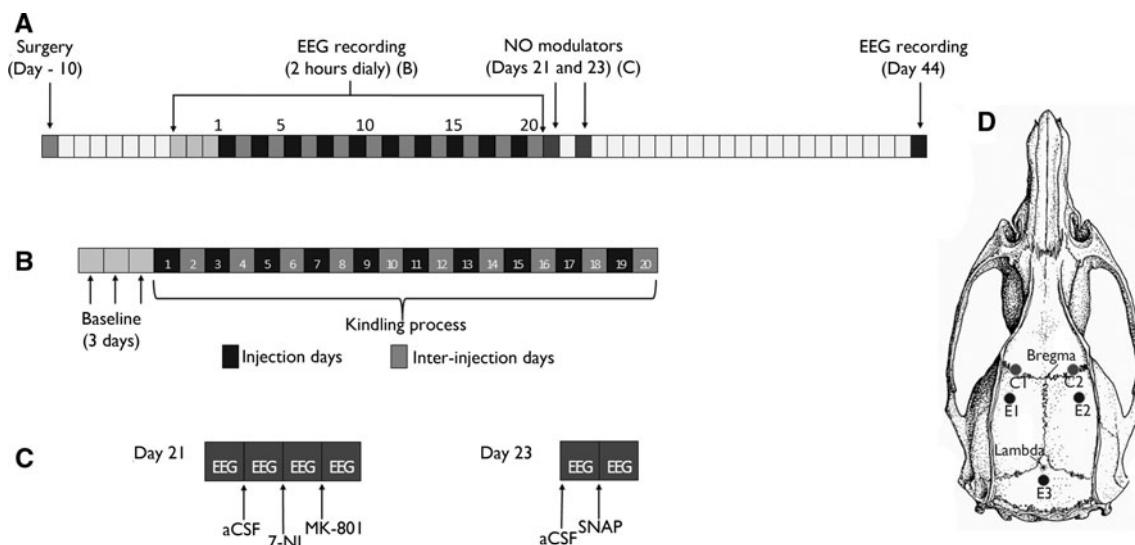 A
Surgery
(Day - 10)
EEG recording
(2 hours dialy) (B)
NO modulators
(Days 21 and 23) (C)
EEG recording
(Day 44)
1 5 10 15 20
B
1 2 3 4 5 6 7 8 9 10 11 12 13 14 15 16 17 18 19 20
Baseline
(3 days)
Kindling process
Injection days
Inter-injection days
C
Day 21
EEG EEG EEG EEG
aCSF
7-NI
MK-801
Day 23
EEG EEG
aCSF
SNAP
D
Bregma
C1 C2
E1 E2
Lambda
E3